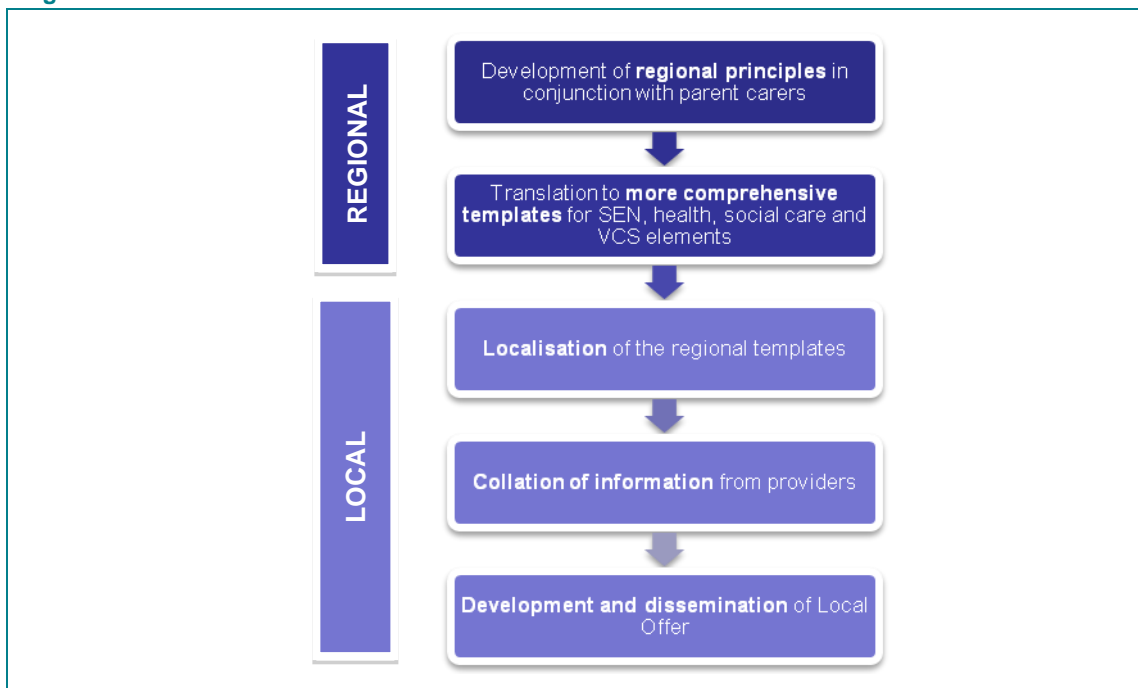 REGIONAL
Development of regional principles in
conjunction with parent carers
Translation to more comprehensive
templates for SEN, health, social care and
VCS elements
LOCAL
Localisation of the regional templates
Collation of information from providers
Development and dissemination of Local
Offer